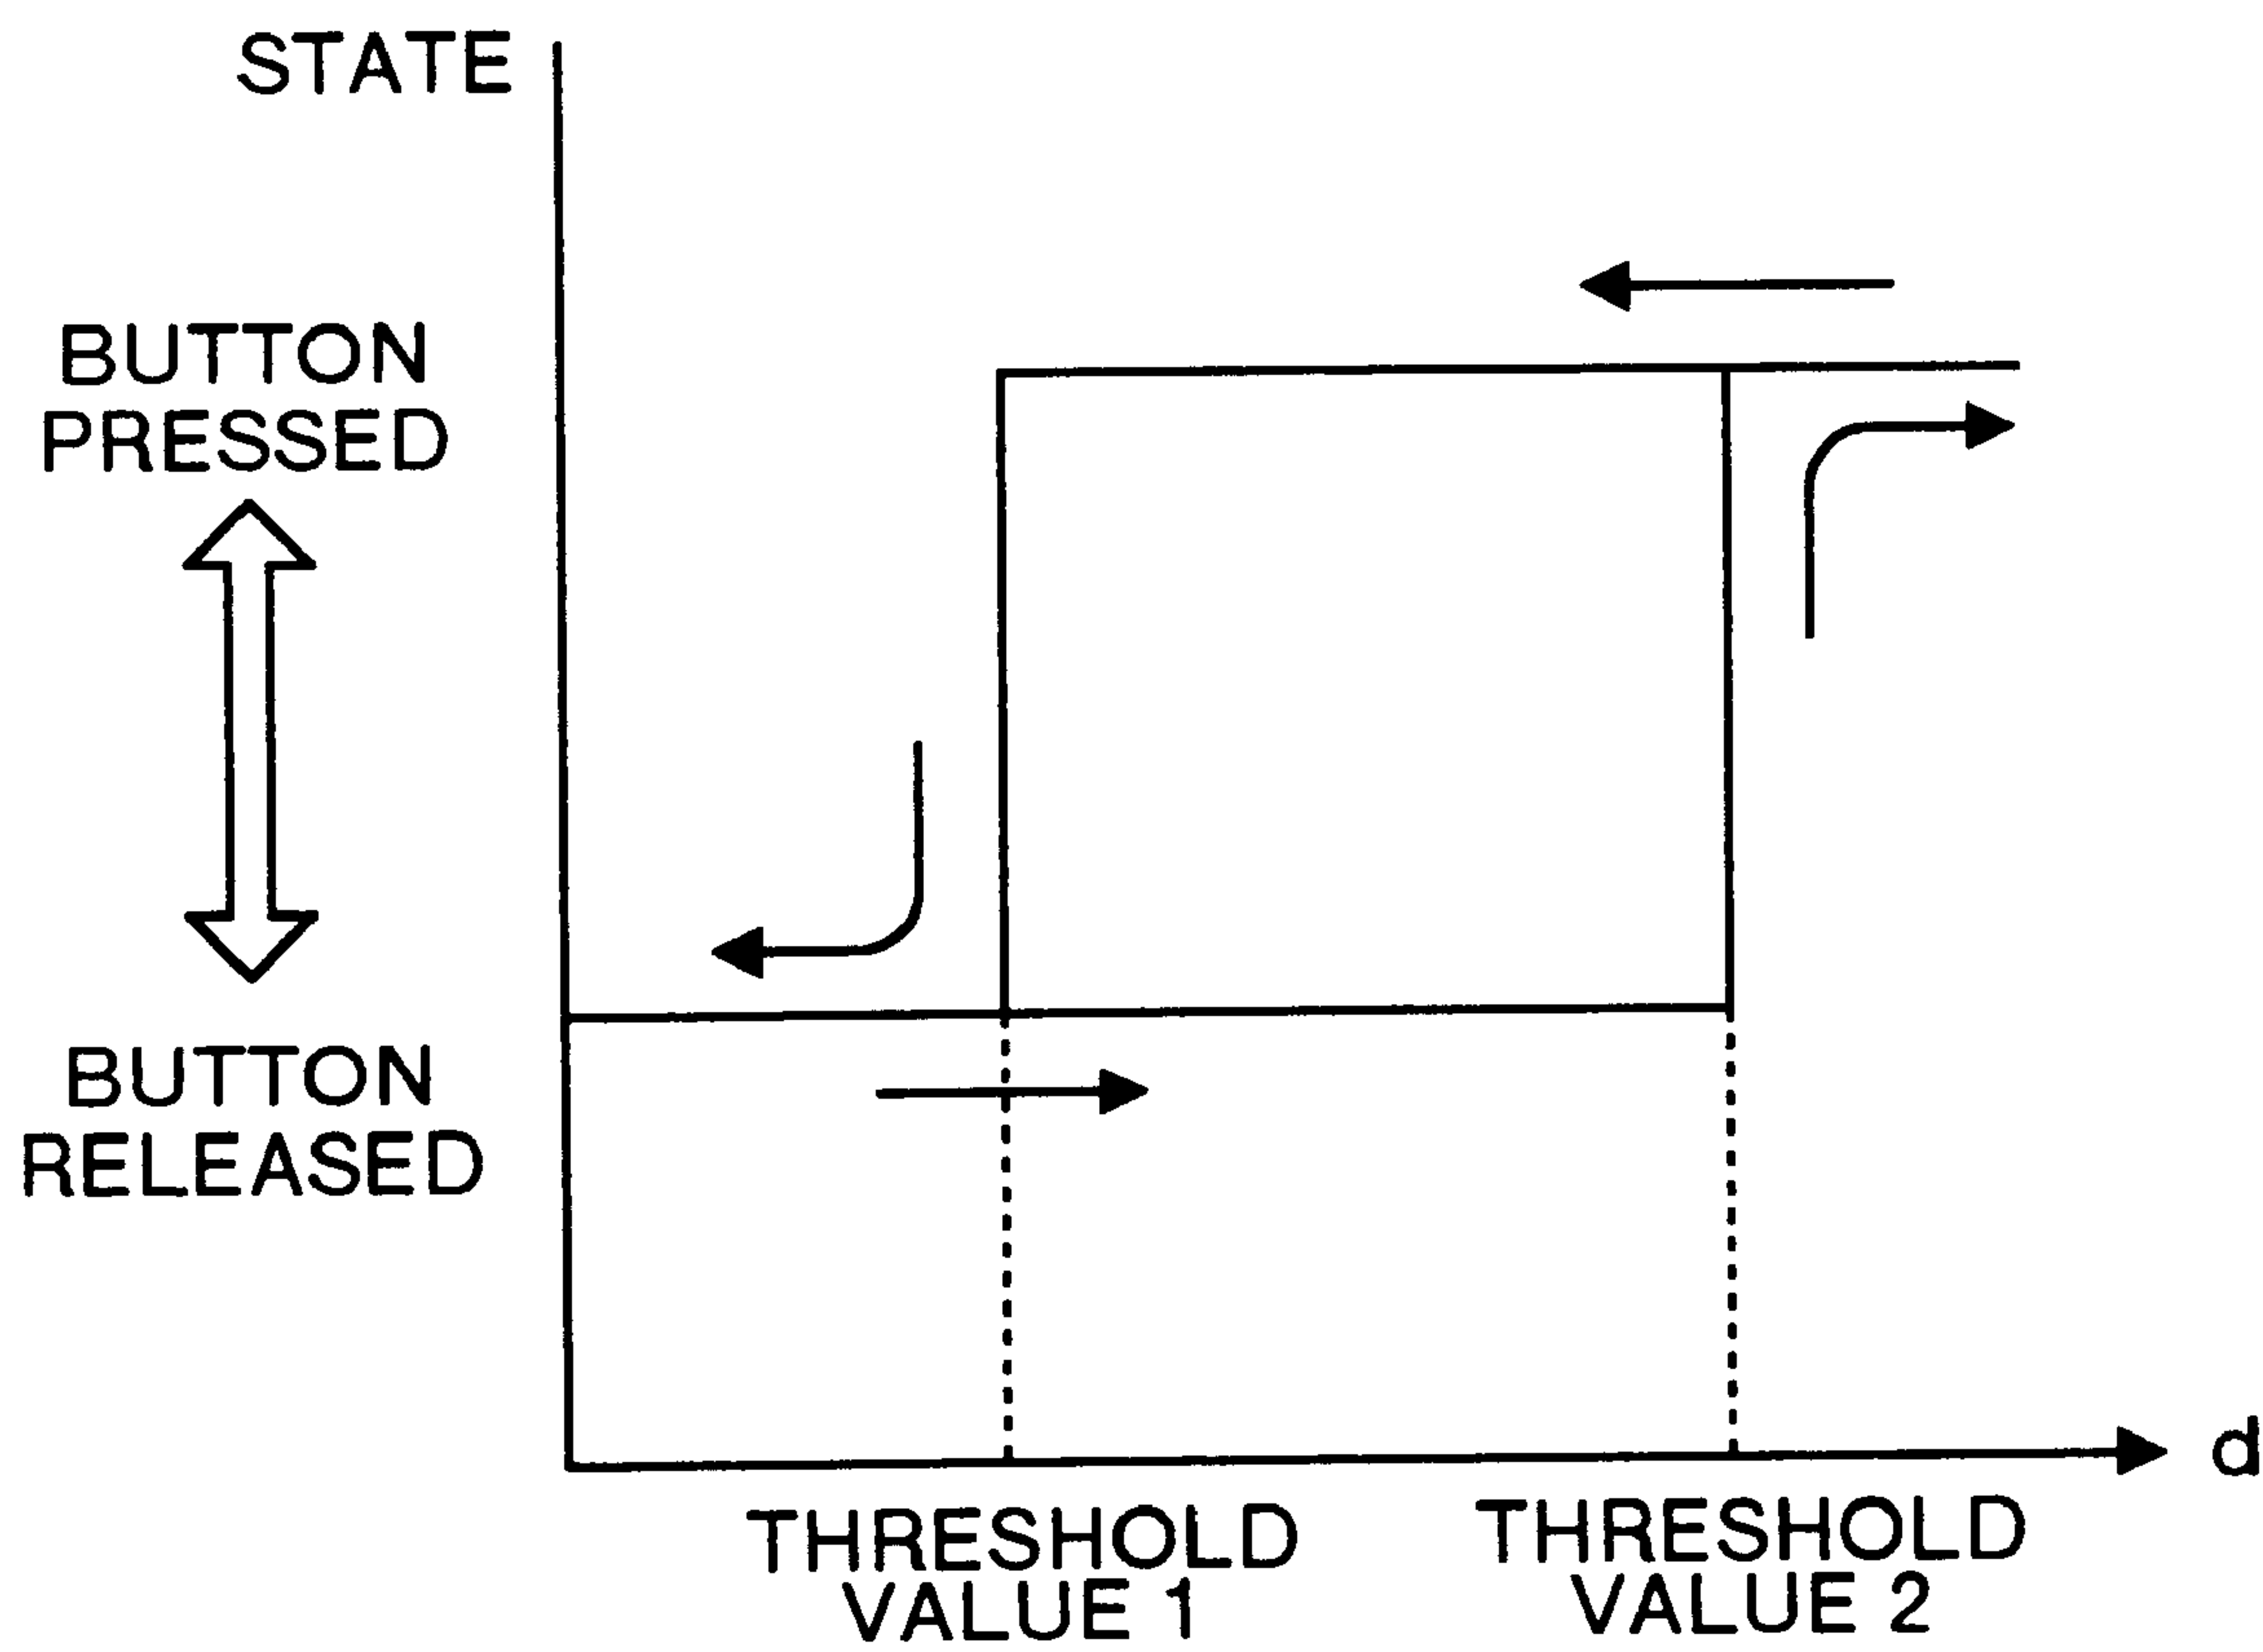 STATE
BUTTON
PRESSED
BUTTON
RELEASED
d
THRESHOLD
VALUE 1
THRESHOLD
VALUE 2